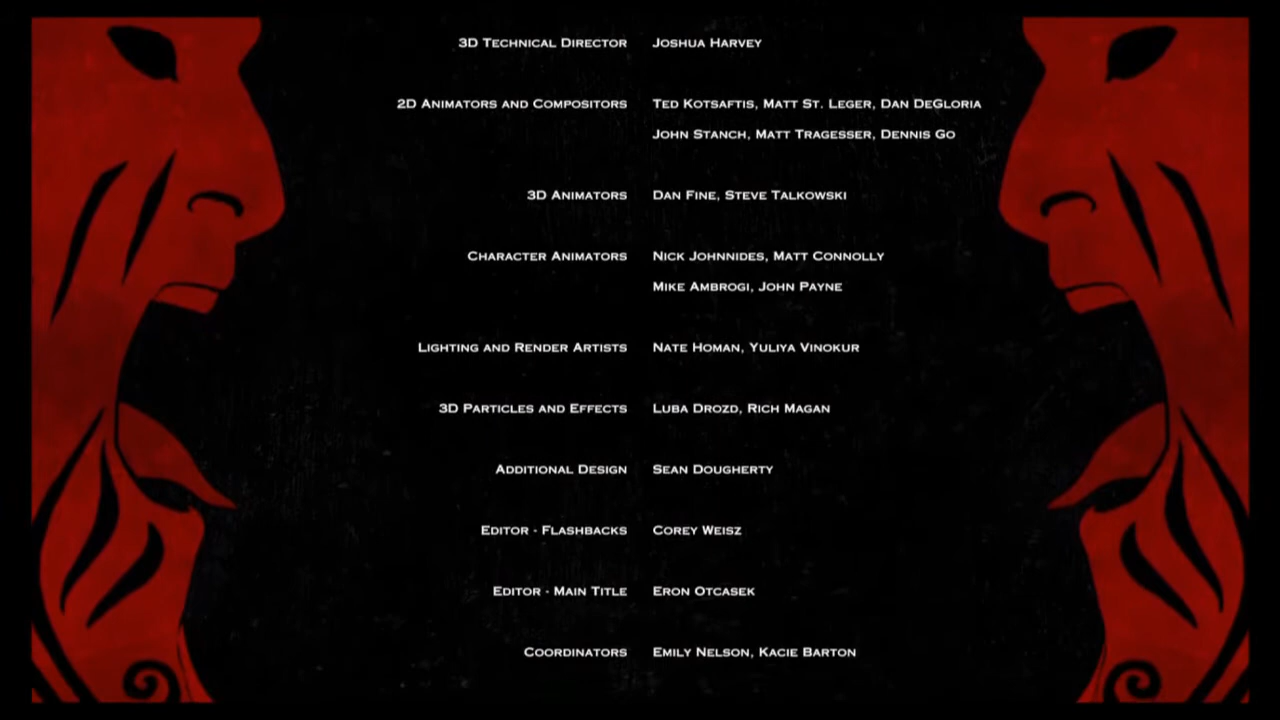 3D Technical Director Joshua Harvey
2D Animators and Compositors Ted Kotsaftis, Matt St. Leger, Dan DeGloria
John Stanch, Matt Tragesser, Dennis Go
3D Animators Dan Fine, Steve Talkowski
Character Animators Nick Johnnides, Matt Connolly
Mike Ambrogi, John Payne
Lighting and Render Artists Nate Homan, Yuliya Vinokur
3D Particles and Effects Luba Drozd, Rich Magan
Additional Design Sean Dougherty
Editor - Flashbacks Corey Weisz
Editor - Main Title Eron Otcasek
Coordinators Emily Nelson, Kacie Barton